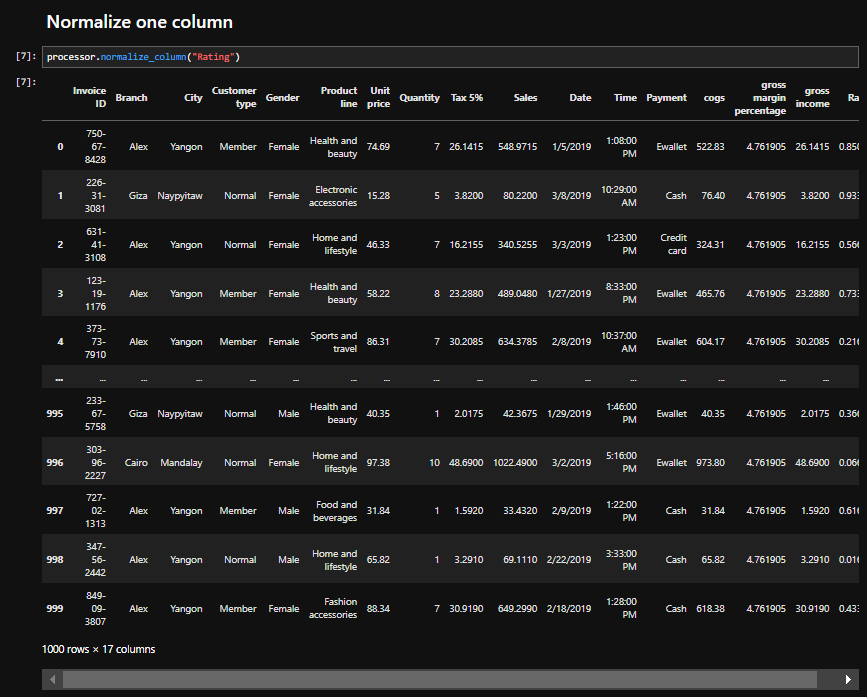 Normalize one column
[7]: processor.normalize_column("Rating")
[7]:
Invoice ID Branch City Customer type Gender Product line Unit price Quantity Tax 5% Sales Date Time Payment cogs gross margin percentage gross income Ra
0 750-67-8428 Alex Yangon Member Female Health and beauty 74.69 7 26.1415 548.9715 1/5/2019 1:08:00 PM Ewallet 522.83 4.761905 26.1415 0.850
1 226-31-3081 Giza Naypyitaw Normal Female Electronic accessories 15.28 5 3.8200 80.2200 3/8/2019 10:29:00 AM Cash 76.40 4.761905 3.8200 0.933
2 631-41-3108 Alex Yangon Normal Female Home and lifestyle 46.33 7 16.2155 340.5255 3/3/2019 1:23:00 PM Credit card 324.31 4.761905 16.2155 0.566
3 123-19-1176 Alex Yangon Member Female Health and beauty 58.22 8 23.2880 489.0480 1/27/2019 8:33:00 PM Ewallet 465.76 4.761905 23.2880 0.733
4 373-73-7910 Alex Yangon Member Female Sports and travel 86.31 7 30.2085 634.3785 2/8/2019 10:37:00 AM Ewallet 604.17 4.761905 30.2085 0.216
... ... ... ... ... ... ... ... ... ... ... ... ... ... ... ... ...
995 233-67-5758 Giza Naypyitaw Normal Male Health and beauty 40.35 1 2.0175 42.3675 1/29/2019 1:46:00 PM Ewallet 40.35 4.761905 2.0175 0.366
996 303-96-2227 Cairo Mandalay Normal Female Home and lifestyle 97.38 10 48.6900 1022.4900 3/2/2019 5:16:00 PM Ewallet 973.80 4.761905 48.6900 0.066
997 727-02-1313 Alex Yangon Member Male Food and beverages 31.84 1 1.5920 33.4320 2/9/2019 1:22:00 PM Cash 31.84 4.761905 1.5920 0.616
998 347-56-2442 Alex Yangon Normal Male Home and lifestyle 65.82 1 3.2910 69.1110 2/22/2019 3:33:00 PM Cash 65.82 4.761905 3.2910 0.016
999 849-09-3807 Alex Yangon Member Female Fashion accessories 88.34 7 30.9190 649.2990 2/18/2019 1:28:00 PM Cash 618.38 4.761905 30.9190 0.433
1000 rows × 17 columns